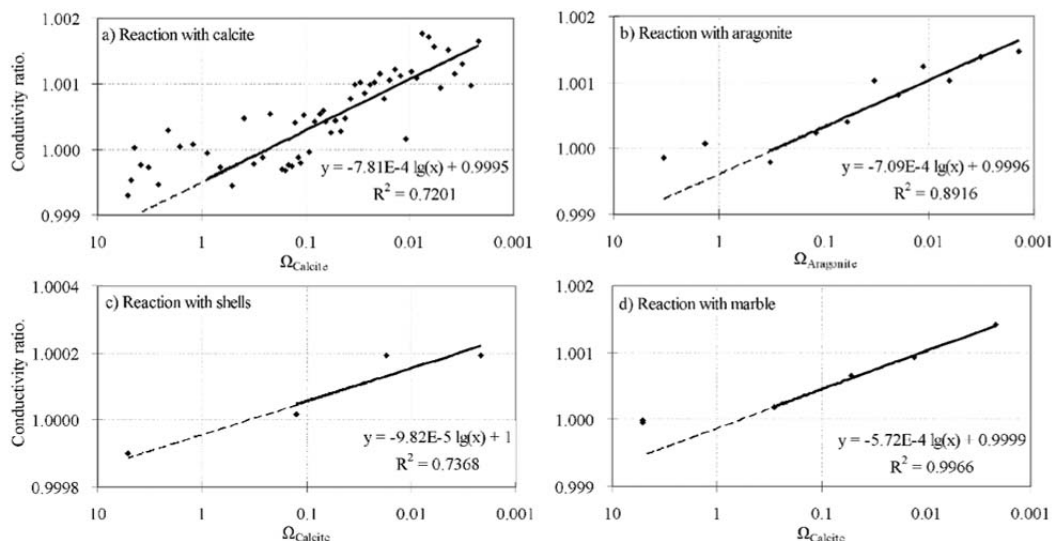 Condutivity ratio.
1.002
1.001
1.000
0.999
a) Reaction with calcite
y = -7.81E-4 lg(x) + 0.9995
R² = 0.7201
10 1 0.1 0.01 0.001
Ω Calcite
1.002
1.001
1.000
0.999
b) Reaction with aragonite
y = -7.09E-4 lg(x) + 0.9996
R² = 0.8916
10 1 0.1 0.01 0.001
Ω Aragonite
Conductivity ratio.
1.0004
1.0002
1.0000
0.9998
c) Reaction with shells
y = -9.82E-5 lg(x) + 1
R² = 0.7368
10 1 0.1 0.01 0.001
Ω Calcite
1.002
1.001
1.000
0.999
d) Reaction with marble
y = -5.72E-4 lg(x) + 0.9999
R² = 0.9966
10 1 0.1 0.01 0.001
Ω Calcite